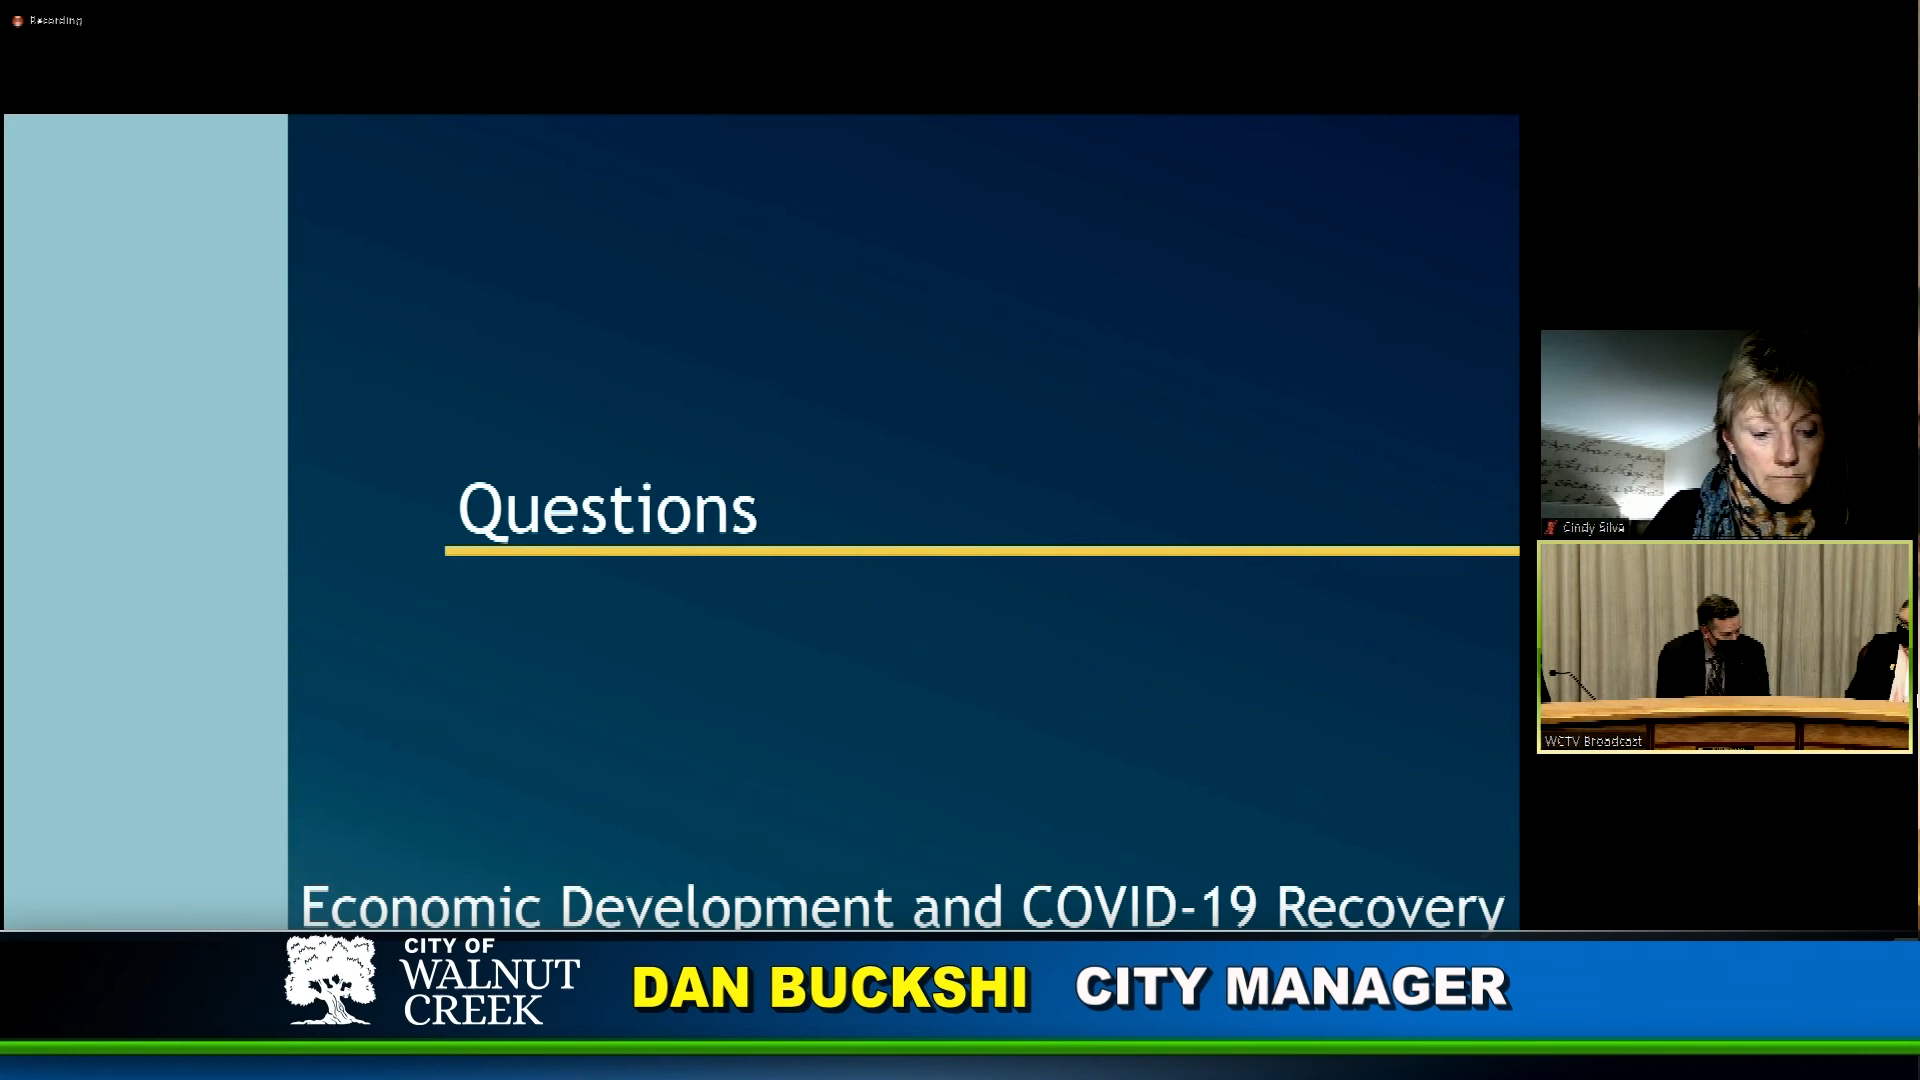 Recording
Questions
Cindy Silva
WCTV Broadcast
Economic Development and COVID-19 Recovery
CITY OF
WALNUT
CREEK
DAN BUCKSHI CITY MANAGER